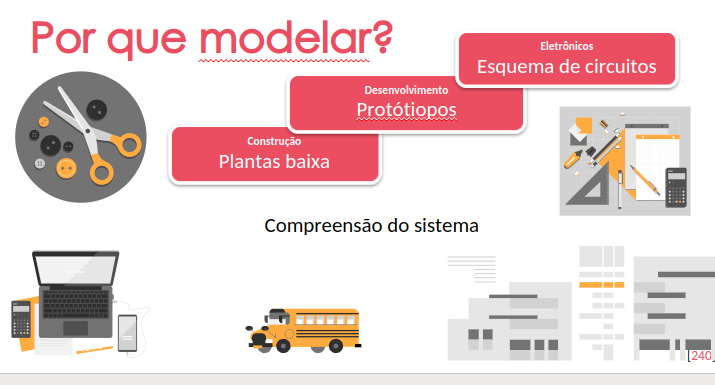 Por que modelar?
Eletrônicos
Esquema de circuitos
Desenvolvimento
Protótiopos
Construção
Plantas baixa
Compreensão do sistema
[240]